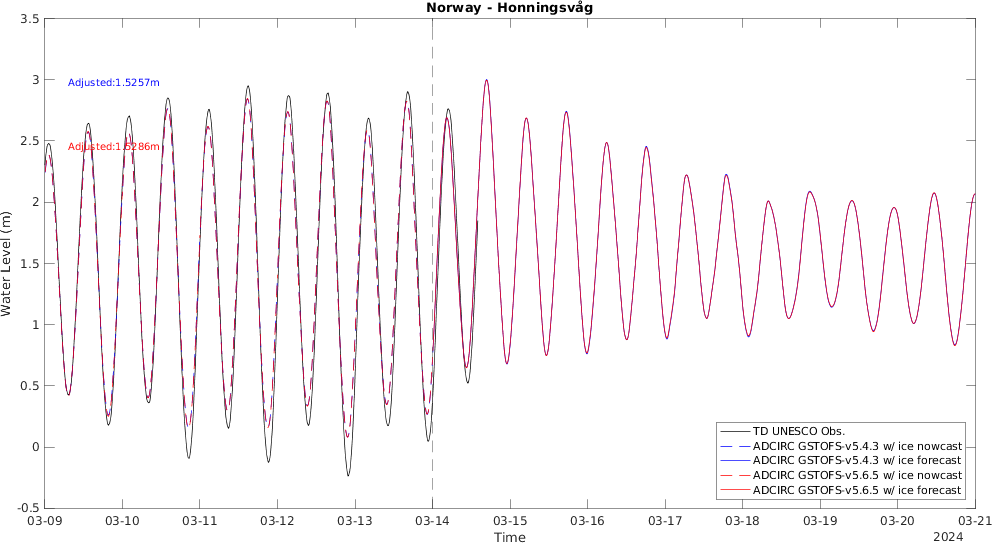 Norway - Honningsvåg
3.5
3
2.5
2
1.5
1
0.5
0
-0.5
Water Level (m)
Adjusted:1.5257m
Adjusted:1.5286m
TD UNESCO Obs.
ADCIRC GSTOFS-v5.4.3 w/ ice nowcast
ADCIRC GSTOFS-v5.4.3 w/ ice forecast
ADCIRC GSTOFS-v5.6.5 w/ ice nowcast
ADCIRC GSTOFS-v5.6.5 w/ ice forecast
03-09 03-10 03-11 03-12 03-13 03-14 03-15 03-16 03-17 03-18 03-19 03-20 03-21
Time
2024